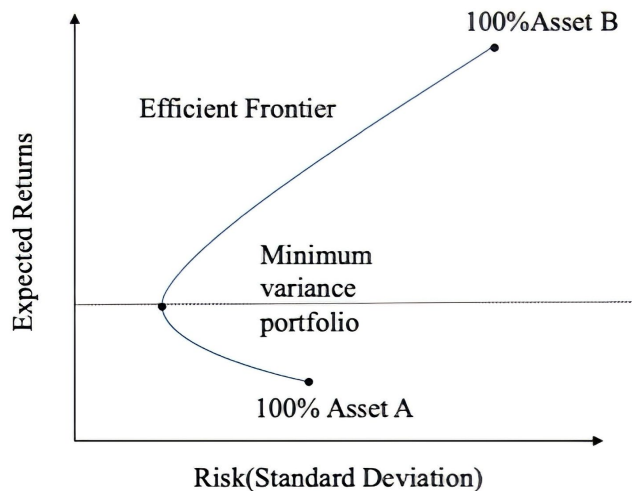 100%Asset B
Efficient Frontier
Expected Returns
Minimum
variance
portfolio
100% Asset A
Risk(Standard Deviation)